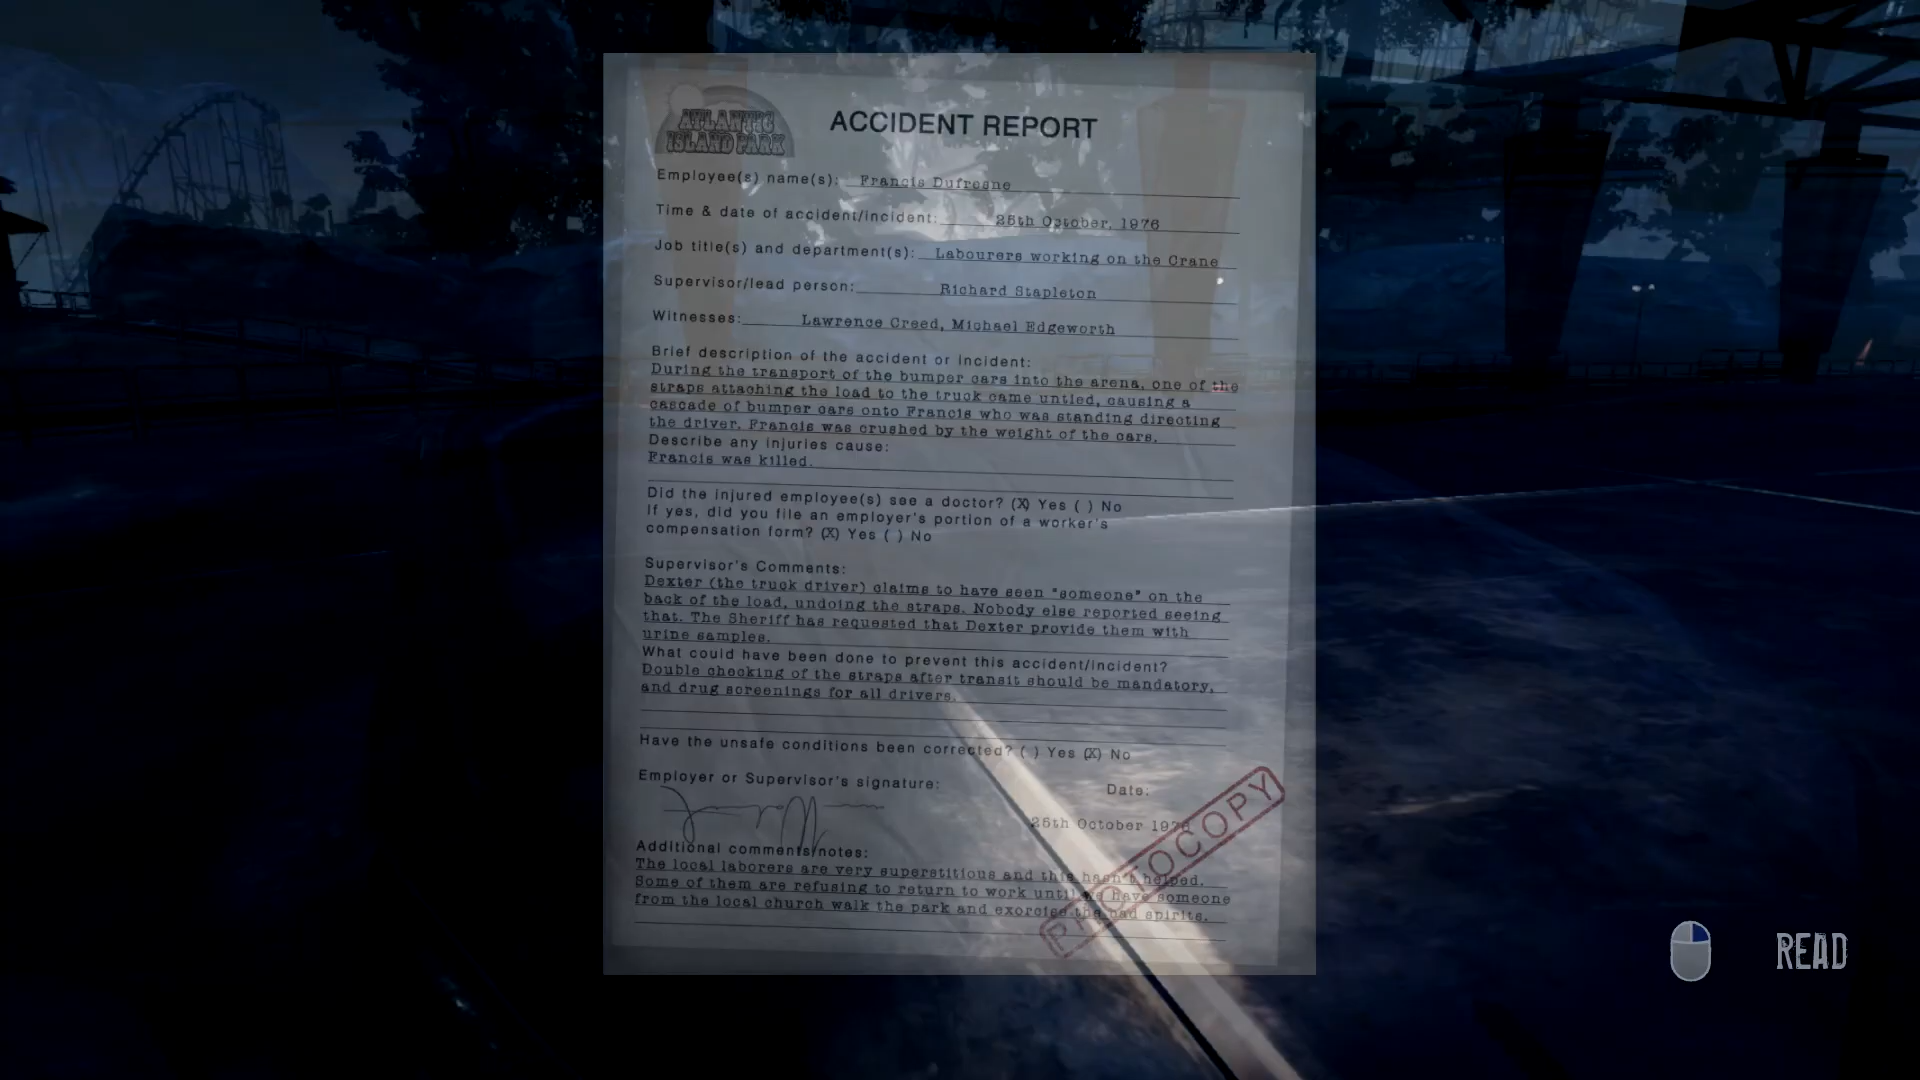 ATLANTIC
ISLAND PARK
ACCIDENT REPORT
Employee(s) name(s): Francis Dufresne
Time & date of accident/incident: 25th October, 1976
Job title(s) and department(s): Labourers working on the Crane
Supervisor/lead person: Richard Stapleton
Witnesses: Lawrence Creed, Michael Edgeworth
Brief description of the accident or incident:
During the transport of the bumper cars into the arena, one of the
straps attaching the load to the truck came untied, causing a
cascade of bumper cars onto Francis who was standing directing
the driver. Francis was crushed by the weight of the cars.
Describe any injuries cause:
Francis was killed.
Did the injured employee(s) see a doctor? (X) Yes ( ) No
If yes, did you file an employer's portion of a worker's
compensation form? (X) Yes ( ) No
Supervisor's Comments:
Dexter (the truck driver) claims to have seen "someone" on the
back of the load, undoing the straps. Nobody else reported seeing
that. The Sheriff has requested that Dexter provide them with
urine samples.
What could have been done to prevent this accident/incident?
Double checking of the straps after transit should be mandatory,
and drug screenings for all drivers.
Have the unsafe conditions been corrected? ( ) Yes (X) No
Employer or Supervisor's signature:
Date:
25th October 1976
PHOTOCOPY
Additional comments/notes:
The local laborers are very superstitious and this hasn't helped.
Some of them are refusing to return to work until we have someone
from the local church walk the park and exorcise the bad spirits.
READ